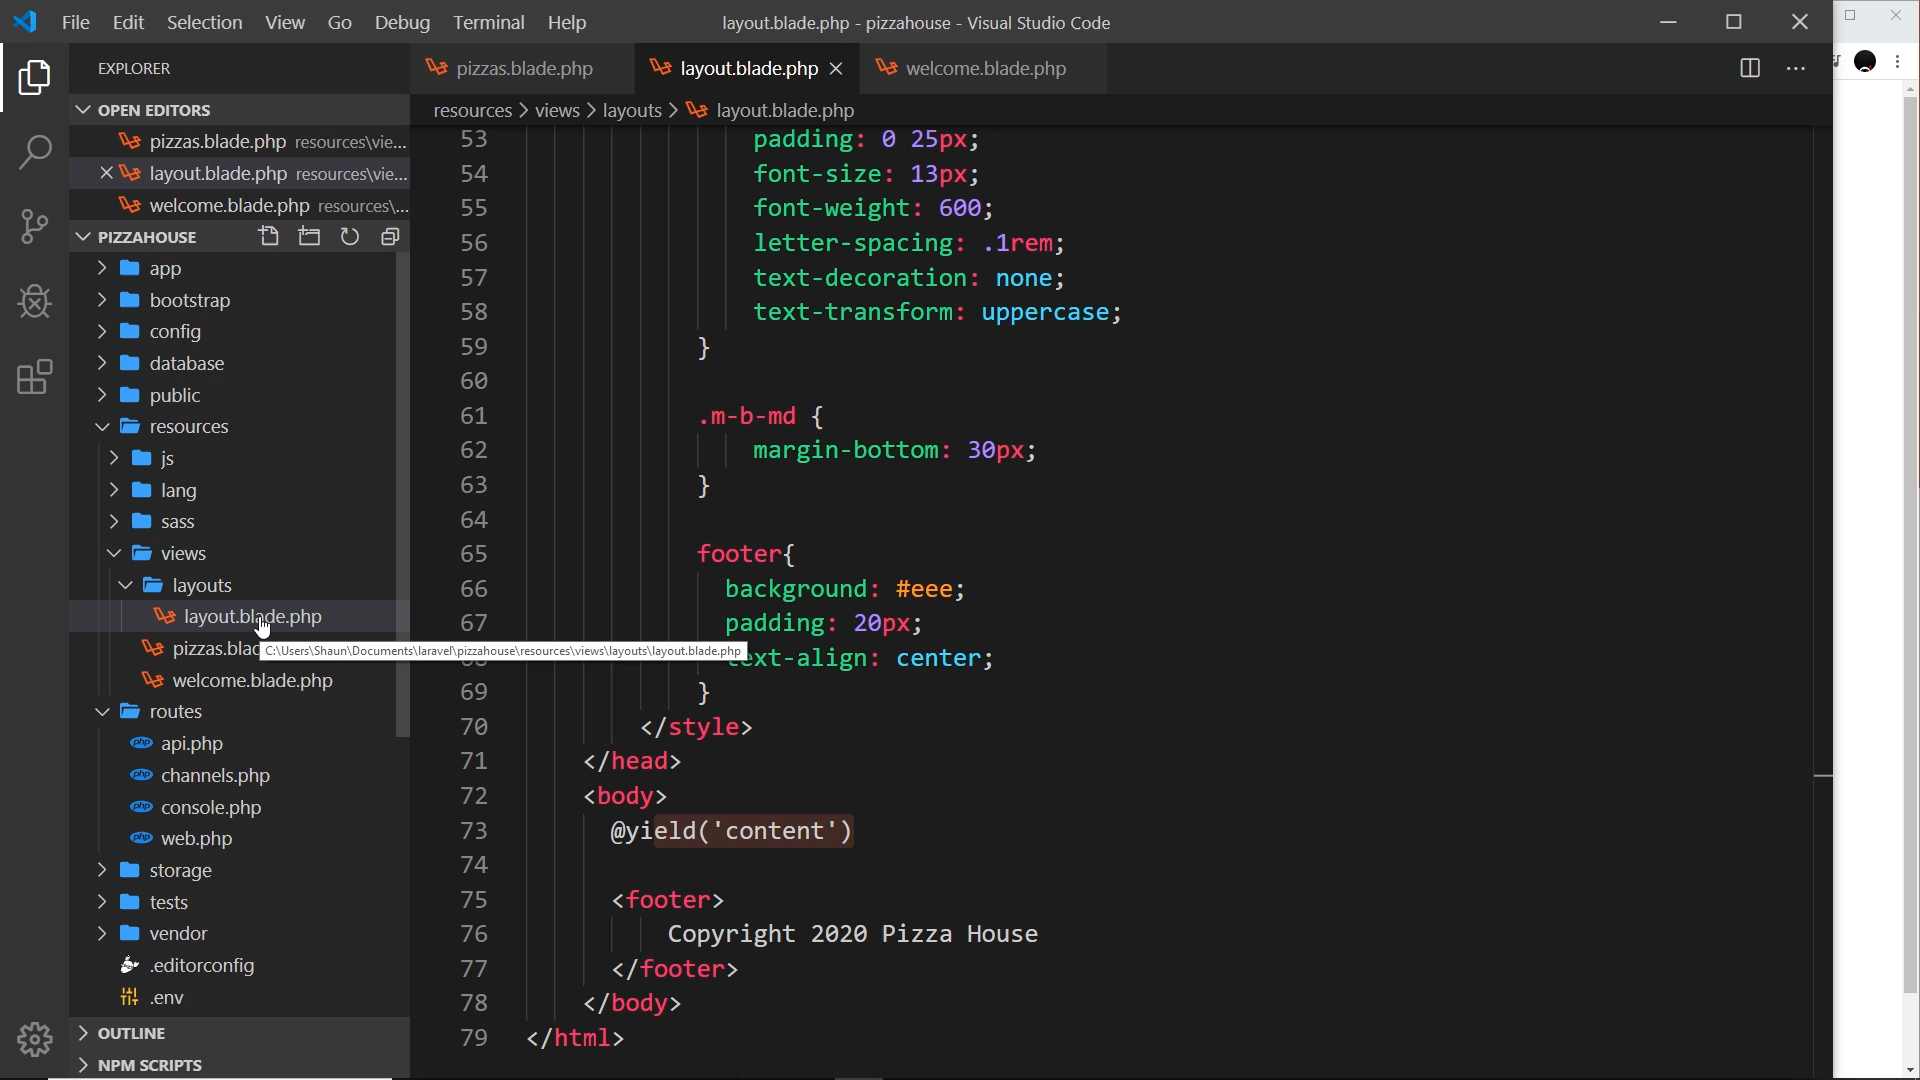 File Edit Selection View Go Debug Terminal Help
layout.blade.php - pizzahouse - Visual Studio Code
EXPLORER
OPEN EDITORS
pizzas.blade.php resources\vie...
layout.blade.php resources\vie...
welcome.blade.php resources\...
PIZZAHOUSE
app
bootstrap
config
database
public
resources
js
lang
sass
views
layouts
layout.blade.php
pizzas.blad
welcome.blade.php
routes
php api.php
php channels.php
php console.php
php web.php
storage
tests
vendor
.editorconfig
.env
OUTLINE
NPM SCRIPTS
C:\Users\Shaun\Documents\laravel\pizzahouse\resources\views\layouts\layout.blade.php
pizzas.blade.php layout.blade.php welcome.blade.php
resources > views > layouts > layout.blade.php
53 padding: 0 25px;
54 font-size: 13px;
55 font-weight: 600;
56 letter-spacing: .1rem;
57 text-decoration: none;
58 text-transform: uppercase;
59 }
60
61 .m-b-md {
62 margin-bottom: 30px;
63 }
64
65 footer{
66 background: #eee;
67 padding: 20px;
text-align: center;
69 }
70 </style>
71 </head>
72 <body>
73 @yield('content')
74
75 <footer>
76 Copyright 2020 Pizza House
77 </footer>
78 </body>
79 </html>